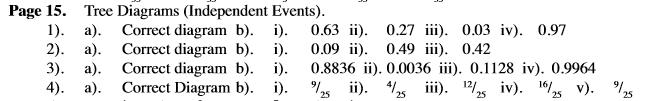 Page 15. Tree Diagrams (Independent Events).
1). a). Correct diagram b). i). 0.63 ii). 0.27 iii). 0.03 iv). 0.97
2). a). Correct diagram b). i). 0.09 ii). 0.49 iii). 0.42
3). a). Correct diagram b). i). 0.8836 ii). 0.0036 iii). 0.1128 iv). 0.9964
4). a). Correct Diagram b). i). 9/25 ii). 4/25 iii). 12/25 iv). 16/25 v). 9/25